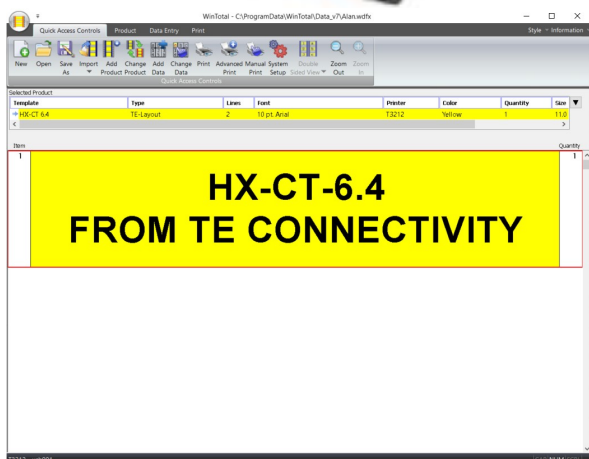 WinTotal - C:\ProgramData\WinTotal\Data_v7\Alan.wdfx
Quick Access Controls Product Data Entry Print Style Information
New Open Save As Import Add Product Change Product Add Data Change Data Print Advanced Print Manual Print System Setup Double Sided View Zoom Out Zoom In
Quick Access Controls
Selected Product
Template Type Lines Font Printer Color Quantity Size
HX-CT 6.4 TE-Layout 2 10 pt. Arial T3212 Yellow 1 11.0
Item Quantity
1 1
HX-CT-6.4
FROM TE CONNECTIVITY